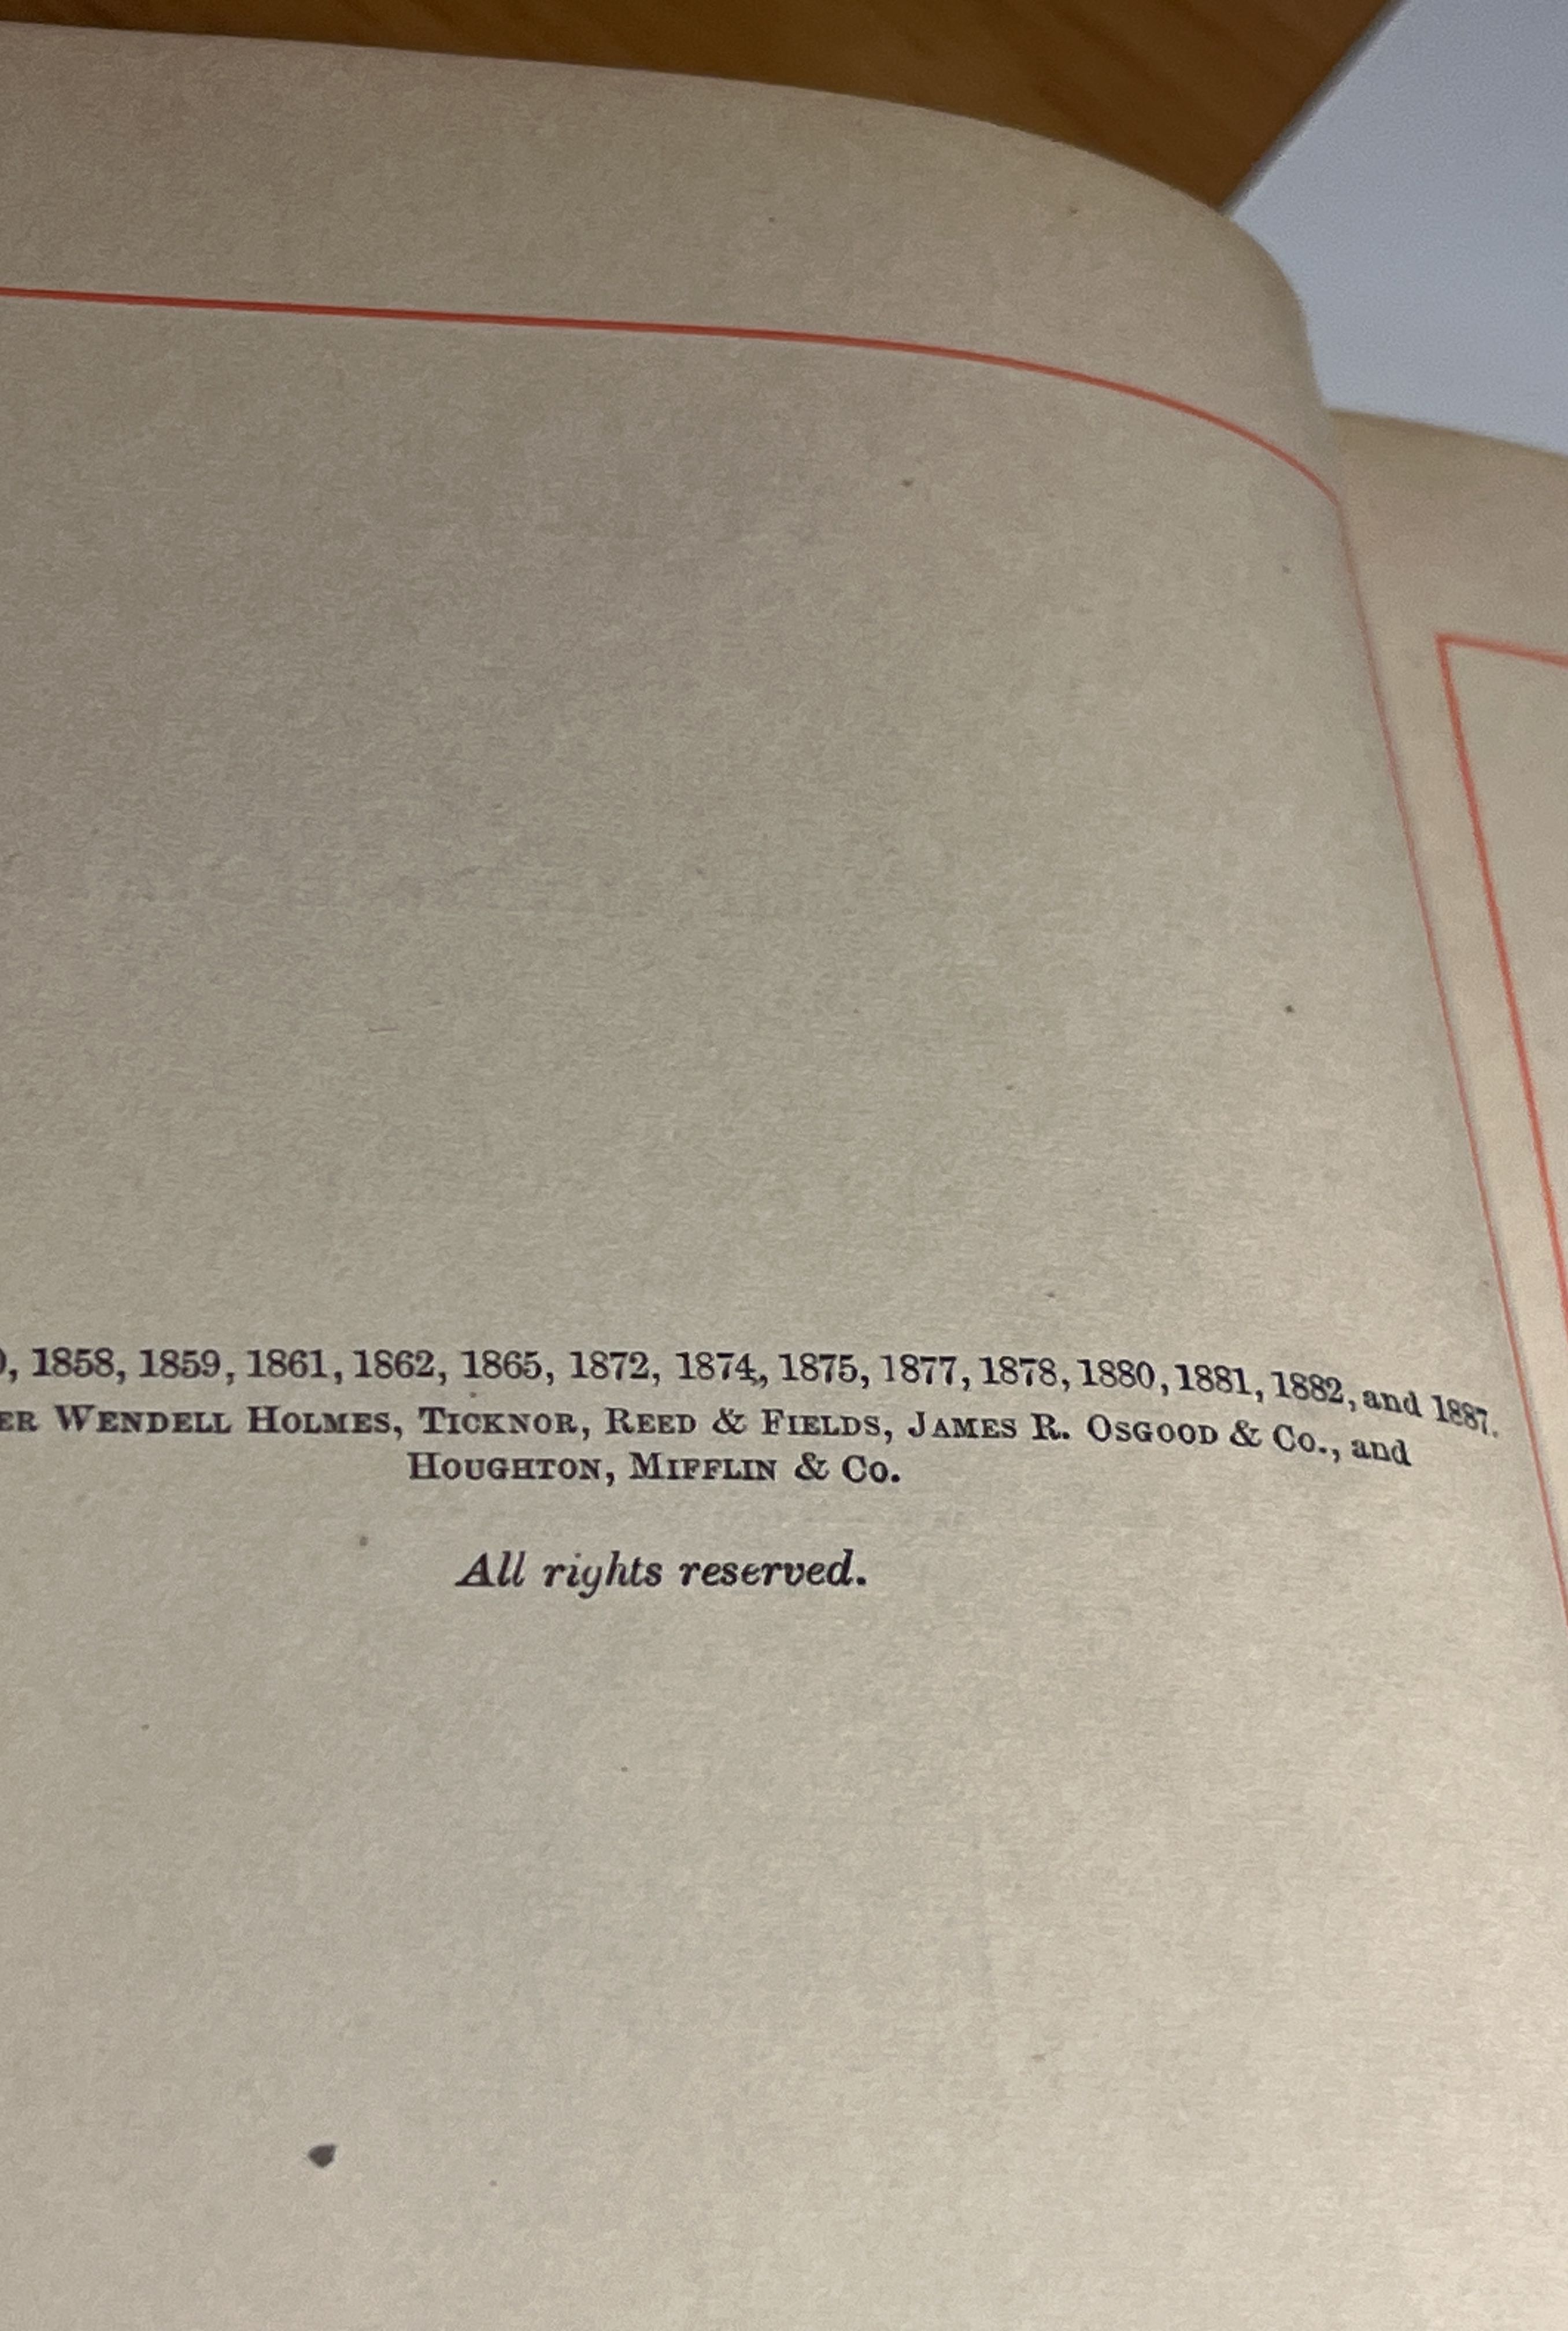 , 1858, 1859, 1861, 1862, 1865, 1872, 1874, 1875, 1877, 1878, 1880, 1881, 1882, and 1887.
ER WENDELL HOLMES, TICKNOR, REED & FIELDS, JAMES R. OSGOOD & Co., and
HOUGHTON, MIFFLIN & Co.
All rights reserved.